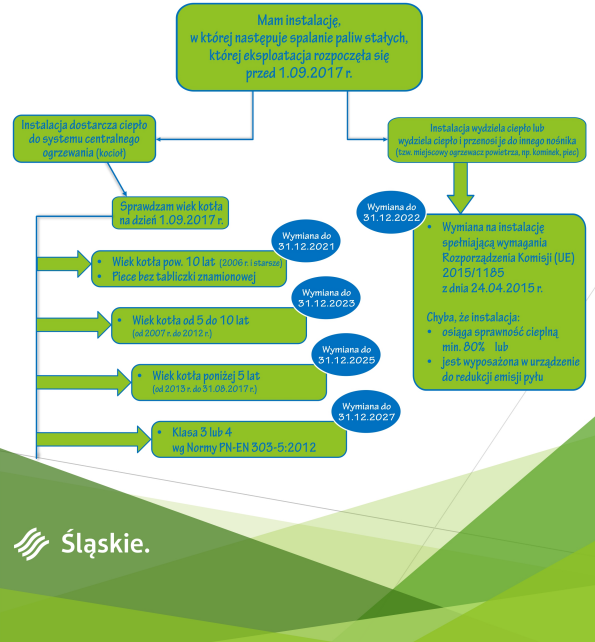 Mam instalację,
w której następuje spalanie paliw stałych,
której eksploatacja rozpoczęła się
przed 1.09.2017 r.
Instalacja dostarcza ciepło
do systemu centralnego
ogrzewania (kocioł)
Instalacja wydziela ciepło lub
wydziela ciepło i przenosi je do innego nośnika
(tzw. miejscowy ogrzewacz powietrza, np. kominek, piec)
Sprawdzam wiek kotła
na dzień 1.09.2017 r.
Wymiana do
31.12.2021
• Wiek kotła pow. 10 lat (2006 r. i starsze)
• Piece bez tabliczki znamionowej
Wymiana do
31.12.2023
• Wiek kotła od 5 do 10 lat
(od 2007 r. do 2012 r.)
Wymiana do
31.12.2025
• Wiek kotła poniżej 5 lat
(od 2013 r. do 31.08.2017 r.)
Wymiana do
31.12.2027
• Klasa 3 lub 4
wg Normy PN-EN 303-5:2012
Wymiana do
31.12.2022
• Wymiana na instalację
spełniającą wymagania
Rozporządzenia Komisji (UE)
2015/1185
z dnia 24.04.2015 r.
Chyba, że instalacja:
• osiąga sprawność cieplną
min. 80% lub
• jest wyposażona w urządzenie
do redukcji emisji pyłu
Śląskie.